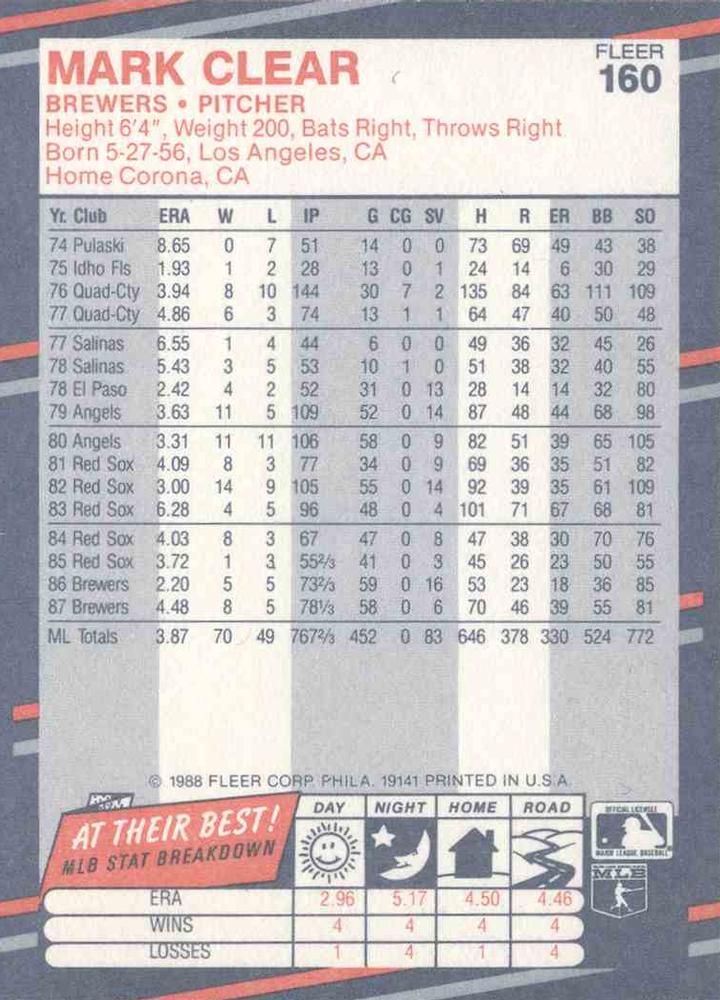 MARK CLEAR
FLEER
160
BREWERS • PITCHER
Height 6'4", Weight 200, Bats Right, Throws Right
Born 5-27-56, Los Angeles, CA
Home Corona, CA
Yr. Club ERA W L IP G CG SV H R ER BB SO
74 Pulaski 8.65 0 7 51 14 0 0 73 69 49 43 38
75 Idho Fls 1.93 1 2 28 13 0 1 24 14 6 30 29
76 Quad-Cty 3.94 8 10 144 30 7 2 135 84 63 111 109
77 Quad-Cty 4.86 6 3 74 13 1 1 64 47 40 50 48
77 Salinas 6.55 1 4 44 6 0 0 49 36 32 45 26
78 Salinas 5.43 3 5 53 10 1 0 51 38 32 40 55
78 El Paso 2.42 4 2 52 31 0 13 28 14 14 32 80
79 Angels 3.63 11 5 109 52 0 14 87 48 44 68 98
80 Angels 3.31 11 11 106 58 0 9 82 51 39 65 105
81 Red Sox 4.09 8 3 77 34 0 9 69 36 35 51 82
82 Red Sox 3.00 14 9 105 55 0 14 92 39 35 61 109
83 Red Sox 6.28 4 5 96 48 0 4 101 71 67 68 81
84 Red Sox 4.03 8 3 67 47 0 8 47 38 30 70 76
85 Red Sox 3.72 1 3 55⅔ 41 0 3 45 26 23 50 55
86 Brewers 2.20 5 5 73⅔ 59 0 16 53 23 18 36 85
87 Brewers 4.48 8 5 78⅓ 58 0 6 70 46 39 55 81
ML Totals 3.87 70 49 767⅔ 452 0 83 646 378 330 524 772
© 1988 FLEER CORP. PHILA. 19141 PRINTED IN U.S.A.
AT THEIR BEST!
MLB STAT BREAKDOWN
DAY NIGHT HOME ROAD
ERA 2.96 5.17 4.50 4.46
WINS 4 4 4 4
LOSSES 1 4 1 4
OFFICIAL LICENSEE
MAJOR LEAGUE BASEBALL
MLB